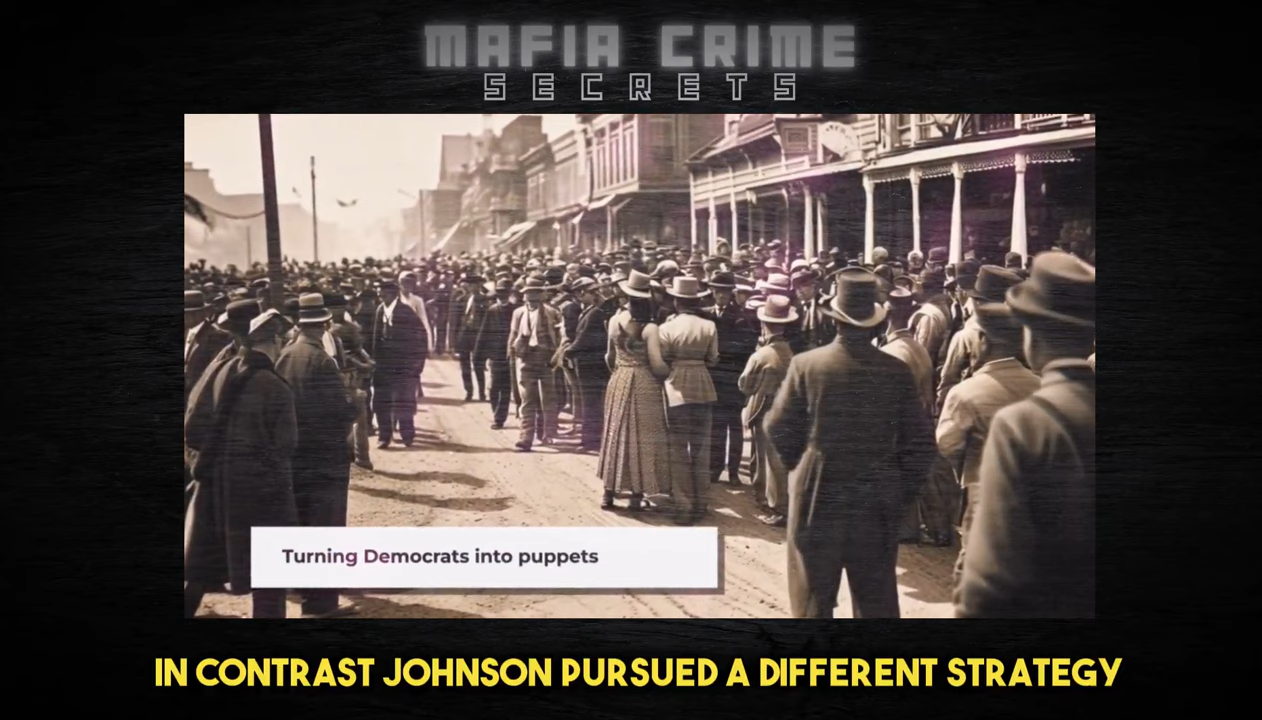 MAFIA CRIME
SECRETS
Turning Democrats into puppets
IN CONTRAST JOHNSON PURSUED A DIFFERENT STRATEGY